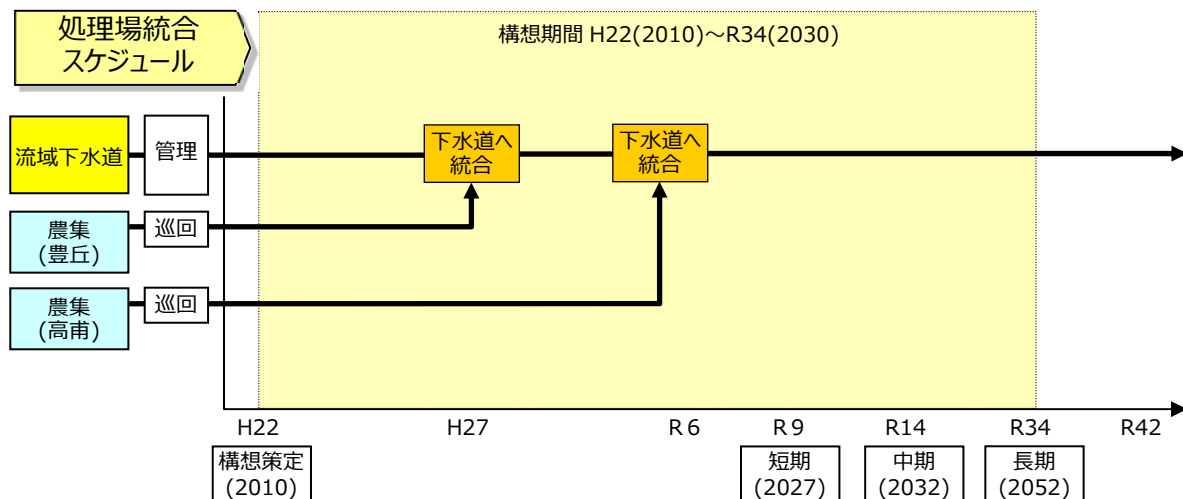 処理場統合
スケジュール
構想期間 H22(2010)～R34(2030)
流域下水道
管理
下水道へ
統合
下水道へ
統合
農集
(豊丘)
巡回
農集
(高甫)
巡回
H22
H27
R６
R９
R14
R34
R42
構想策定
(2010)
短期
(2027)
中期
(2032)
長期
(2052)